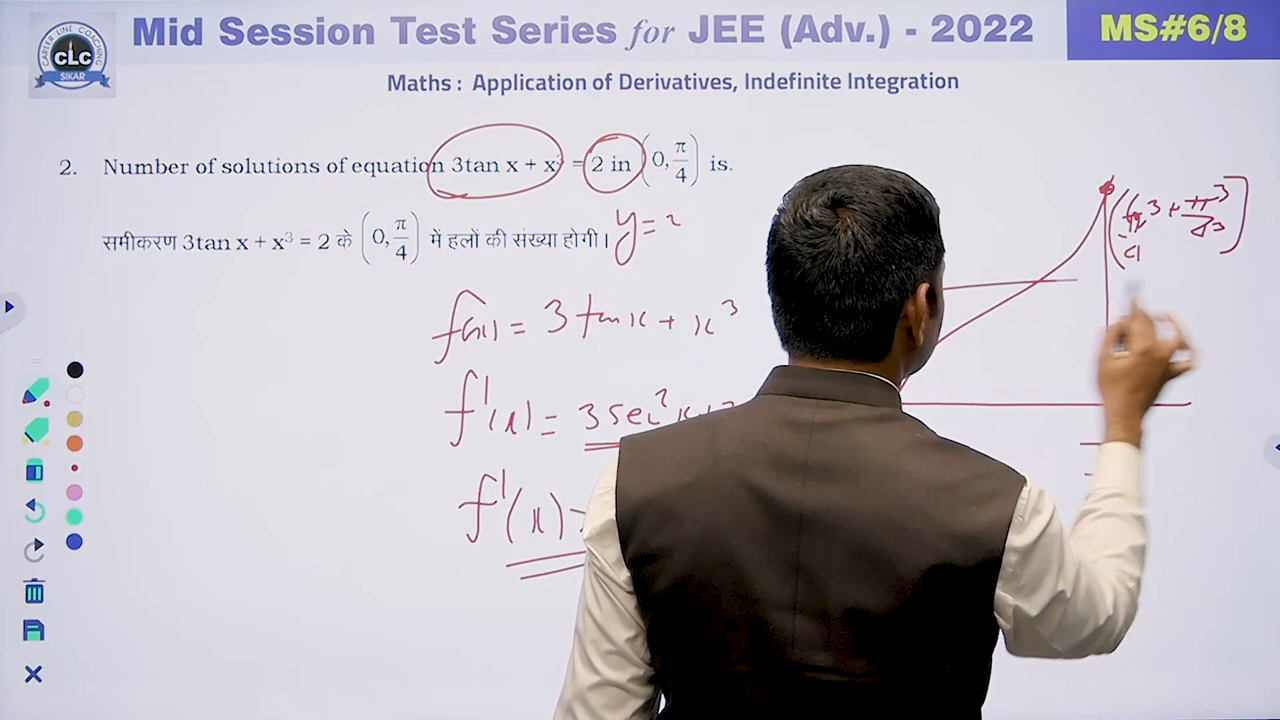 Mid Session Test Series for JEE (Adv.) - 2022
MS#6/8
CAREER LINE COACHING
CLC
SIKAR
Maths : Application of Derivatives, Indefinite Integration
2. Number of solutions of equation 3tan x + x³ = 2 in (0, π/4) is.
समीकरण 3tan x + x³ = 2 के (0, π/4) में हलों की संख्या होगी।
y = 2
f(x) = 3 tan x + x³
f'(x) = 3 sec² x +
f'(x) >